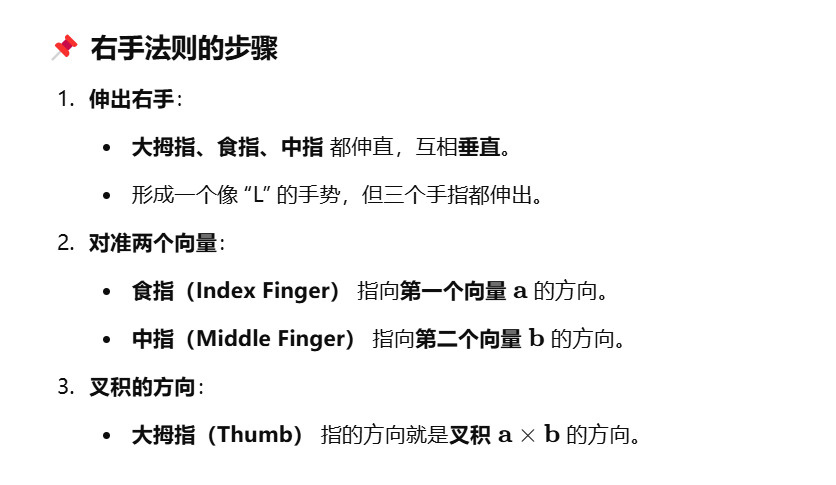 📌 右手法则的步骤
1. 伸出右手：
• 大拇指、食指、中指 都伸直，互相垂直。
• 形成一个像 “L” 的手势，但三个手指都伸出。
2. 对准两个向量：
• 食指（Index Finger） 指向第一个向量 a 的方向。
• 中指（Middle Finger） 指向第二个向量 b 的方向。
3. 叉积的方向：
• 大拇指（Thumb） 指的方向就是叉积 a × b 的方向。